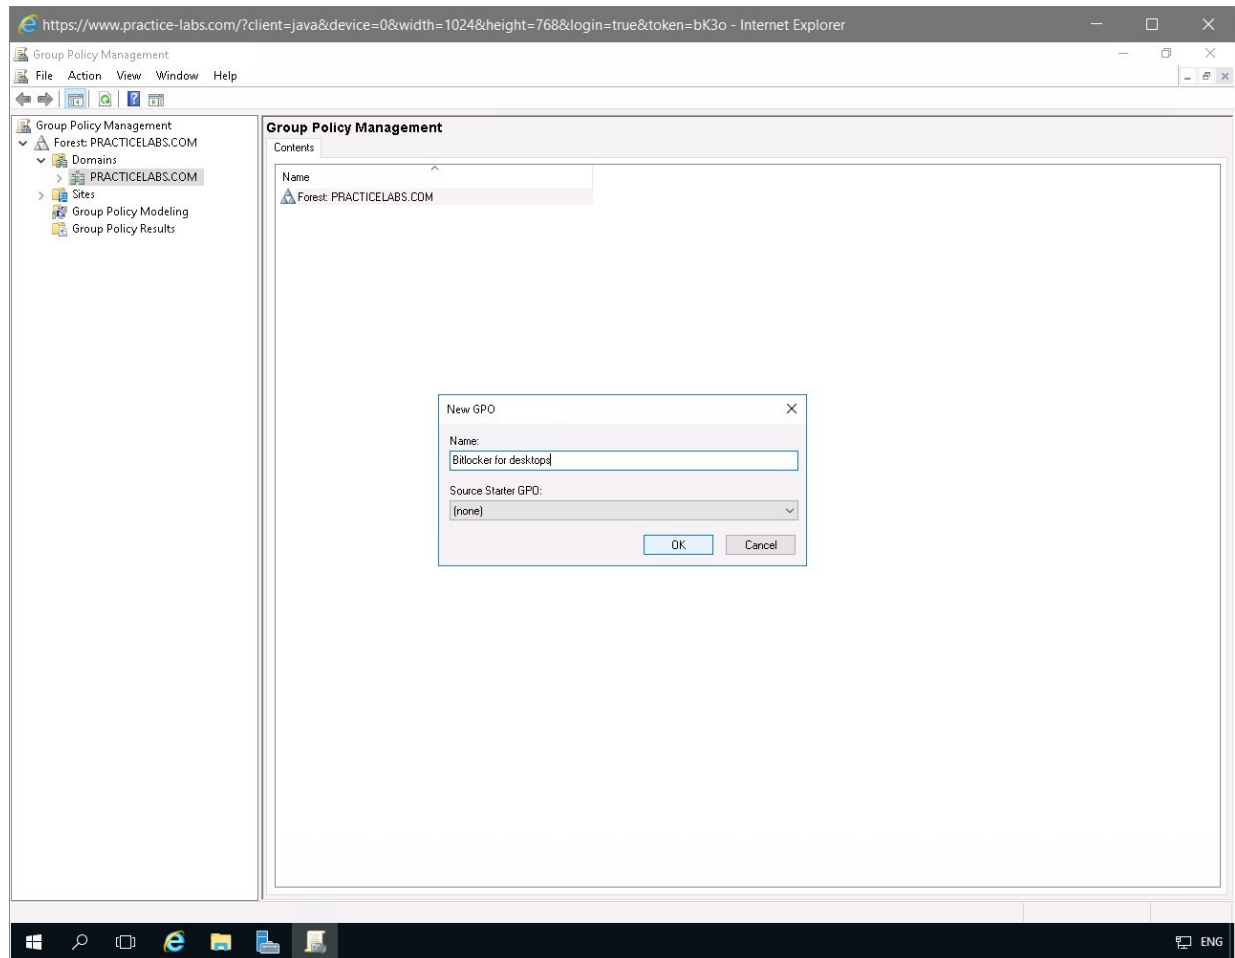 https://www.practice-labs.com/?client=java&device=0&width=1024&height=768&login=true&token=bK3o - Internet Explorer
Group Policy Management
File Action View Window Help
Group Policy Management
Forest: PRACTICELABS.COM
Domains
PRACTICELABS.COM
Sites
Group Policy Modeling
Group Policy Results
Group Policy Management
Contents
Name
Forest: PRACTICELABS.COM
New GPO
Name:
Bitlocker for desktops
Source Starter GPO:
(none)
OK Cancel
ENG